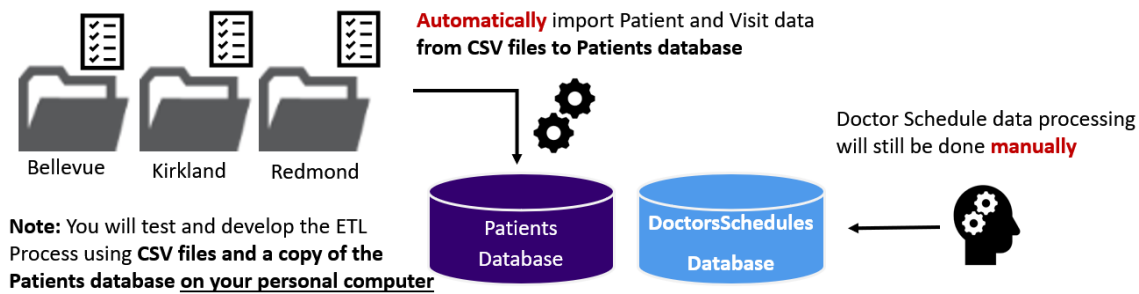 Automatically import Patient and Visit data
from CSV files to Patients database
Bellevue
Kirkland
Redmond
Doctor Schedule data processing
will still be done manually
Note: You will test and develop the ETL
Process using CSV files and a copy of the
Patients database on your personal computer
Patients
Database
DoctorsSchedules
Database